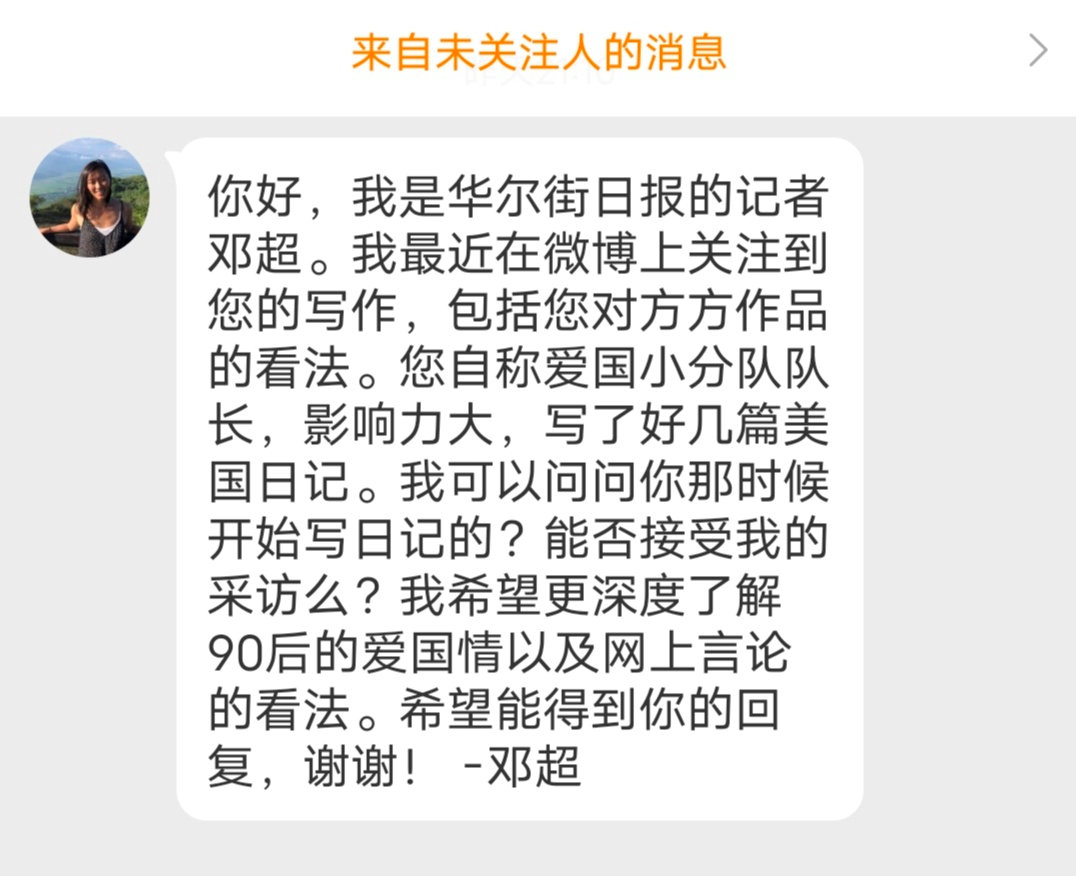 来自未关注人的消息
你好，我是华尔街日报的记者
邓超。我最近在微博上关注到
您的写作，包括您对方方作品
的看法。您自称爱国小分队队
长，影响力大，写了好几篇美
国日记。我可以问问你那时候
开始写日记的？能否接受我的
采访么？我希望更深度了解
90后的爱国情以及网上言论
的看法。希望能得到你的回
复，谢谢！ -邓超